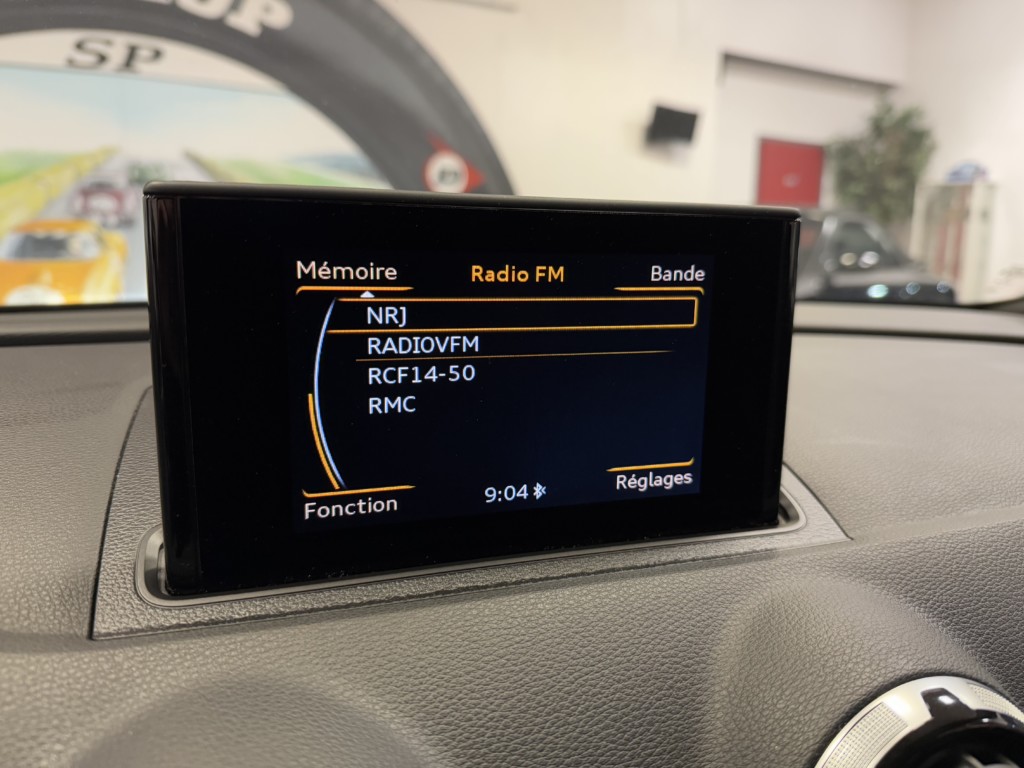 SP
Mémoire
Radio FM
Bande
NRJ
RADIOVFM
RCF14-50
RMC
9:04
Réglages
Fonction